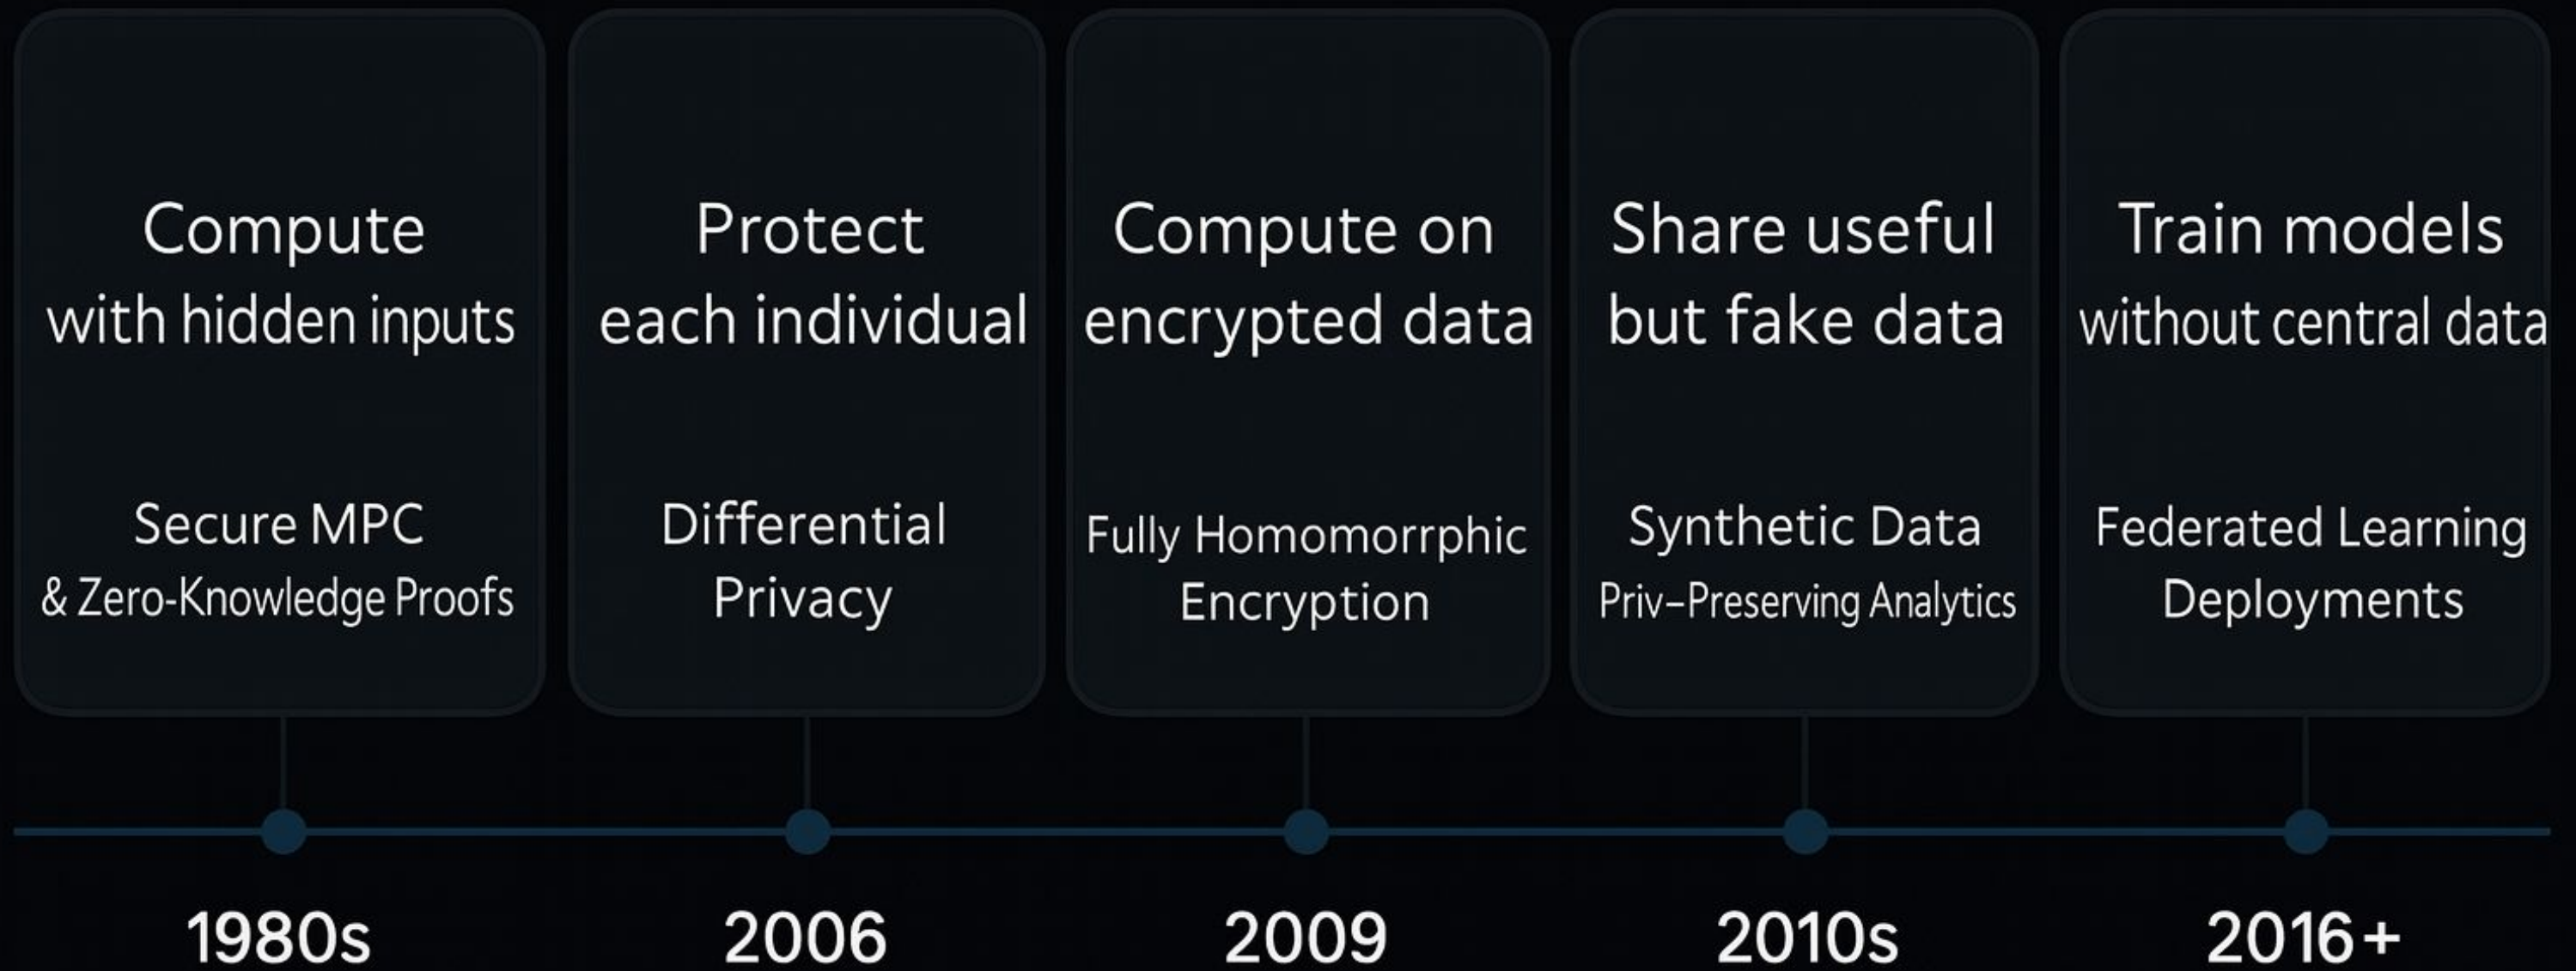 Compute
with hidden inputs
Secure MPC
& Zero-Knowledge Proofs
1980s
Protect
each individual
Differential
Privacy
2006
Compute on
encrypted data
Fully Homomorrphic
Encryption
2009
Share useful
but fake data
Synthetic Data
Priv–Preserving Analytics
2010s
Train models
without central data
Federated Learning
Deployments
2016+